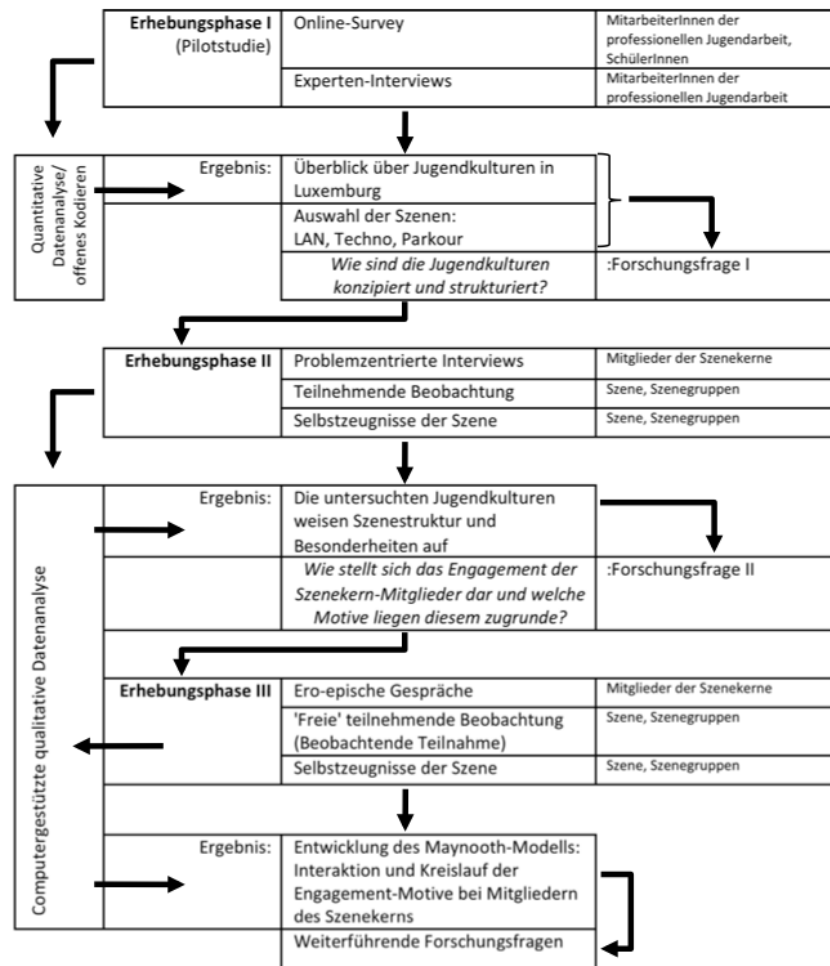 Erhebungsphase I
(Pilotstudie)
Online-Survey
MitarbeiterInnen der
professionellen Jugendarbeit,
SchülerInnen
Experten-Interviews
MitarbeiterInnen der
professionellen Jugendarbeit
Quantitative
Datenanalyse/
offenes Kodieren
Ergebnis:
Überblick über Jugendkulturen in
Luxemburg
Auswahl der Szenen:
LAN, Techno, Parkour
Wie sind die Jugendkulturen
konzipiert und strukturiert?
:Forschungsfrage I
Erhebungsphase II
Problemzentrierte Interviews
Mitglieder der Szenekerne
Teilnehmende Beobachtung
Szene, Szenegruppen
Selbstzeugnisse der Szene
Szene, Szenegruppen
Computergestützte qualitative Datenanalyse
Ergebnis:
Die untersuchten Jugendkulturen
weisen Szenestruktur und
Besonderheiten auf
Wie stellt sich das Engagement der
Szenekern-Mitglieder dar und welche
Motive liegen diesem zugrunde?
:Forschungsfrage II
Erhebungsphase III
Ero-epische Gespräche
Mitglieder der Szenekerne
'Freie' teilnehmende Beobachtung
(Beobachtende Teilnahme)
Szene, Szenegruppen
Selbstzeugnisse der Szene
Szene, Szenegruppen
Ergebnis:
Entwicklung des Maynooth-Modells:
Interaktion und Kreislauf der
Engagement-Motive bei Mitgliedern
des Szenekerns
Weiterführende Forschungsfragen